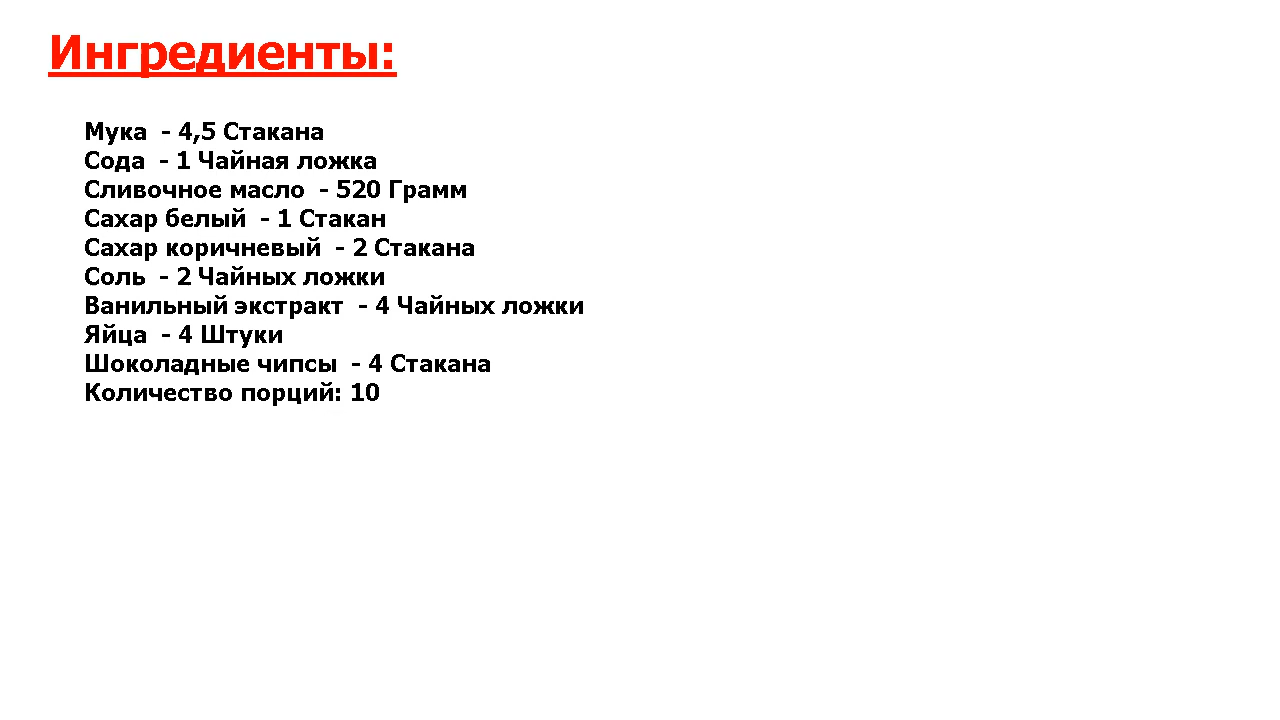 Ингредиенты:
Мука - 4,5 Стакана
Сода - 1 Чайная ложка
Сливочное масло - 520 Грамм
Сахар белый - 1 Стакан
Сахар коричневый - 2 Стакана
Соль - 2 Чайных ложки
Ванильный экстракт - 4 Чайных ложки
Яйца - 4 Штуки
Шоколадные чипсы - 4 Стакана
Количество порций: 10